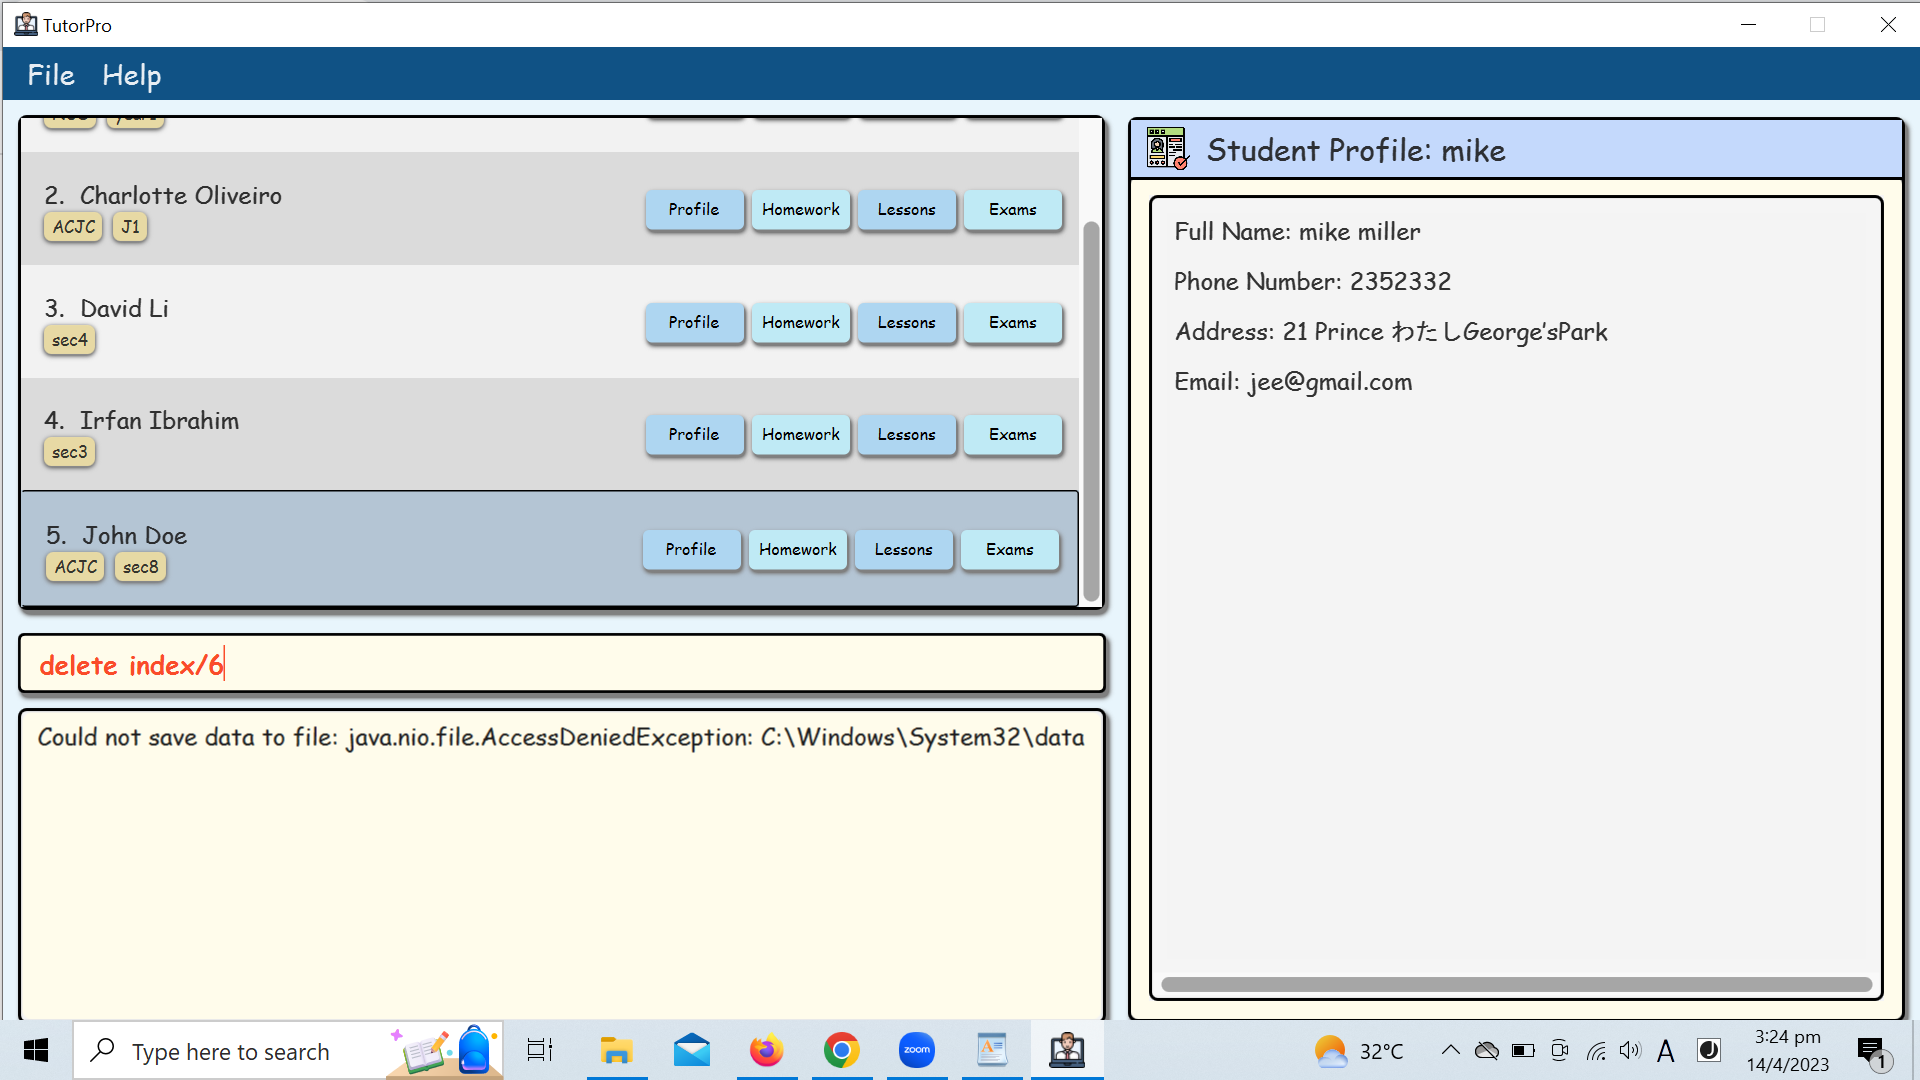 TutorPro
File Help
2. Charlotte Oliveiro
ACJC J1
Profile Homework Lessons Exams
3. David Li
sec4
Profile Homework Lessons Exams
4. Irfan Ibrahim
sec3
Profile Homework Lessons Exams
5. John Doe
ACJC sec8
Profile Homework Lessons Exams
delete index/6
Could not save data to file: java.nio.file.AccessDeniedException: C:\Windows\System32\data
Student Profile: mike
Full Name: mike miller
Phone Number: 2352332
Address: 21 Prince わたしGeorge'sPark
Email: jee@gmail.com
Type here to search
zoom
32°C
A
3:24 pm
14/4/2023
1